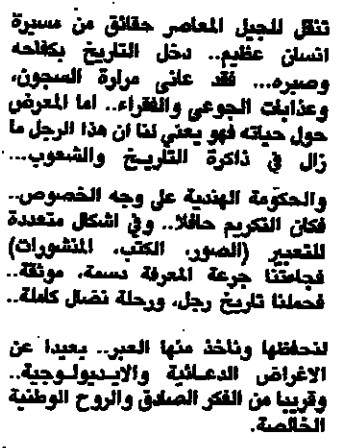 تنقل للجيل المعاصر حقائق من مسيرة
انسان عظيم.. دخل التاريخ بكفاحه
وصبره... فقد عانى مرارة السجون،
وعذابات الجوعى والفقراء.. اما المعرض
حول حياته فهو يعني لنا ان هذا الرجل ما
زال في ذاكرة التاريخ والشعوب...
والحكومة الهندية على وجه الخصوص..
فكان التكريم حافلا.. وفي اشكال متعددة
للتعبير (الصور، الكتب، المنشورات)
فجاءتنا جرعة المعرفة دسمة، موثقة..
فحملنا تاريخ رجل، ورحلة نضال كاملة..
لنحفظها ونأخذ منها العبر.. بعيدا عن
الاغراض الدعائية والايديولوجية..
وقريبا من الفكر الصادق والروح الوطنية
الخالصة.